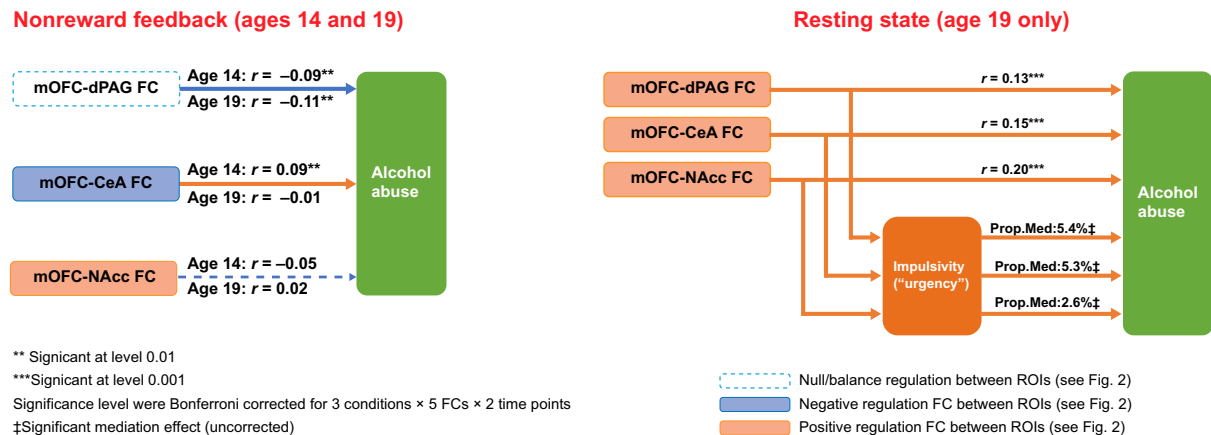 Nonreward feedback (ages 14 and 19)
mOFC-dPAG FC
Age 14: r = –0.09**
Age 19: r = –0.11**
mOFC-CeA FC
Age 14: r = 0.09**
Age 19: r = –0.01
mOFC-NAcc FC
Age 14: r = –0.05
Age 19: r = 0.02
Alcohol
abuse
** Signicant at level 0.01
***Signicant at level 0.001
Significance level were Bonferroni corrected for 3 conditions × 5 FCs × 2 time points
‡Significant mediation effect (uncorrected)
Resting state (age 19 only)
mOFC-dPAG FC
r = 0.13***
mOFC-CeA FC
r = 0.15***
mOFC-NAcc FC
r = 0.20***
Impulsivity
(“urgency”)
Prop.Med:5.4%‡
Prop.Med:5.3%‡
Prop.Med:2.6%‡
Alcohol
abuse
Null/balance regulation between ROIs (see Fig. 2)
Negative regulation FC between ROIs (see Fig. 2)
Positive regulation FC between ROIs (see Fig. 2)